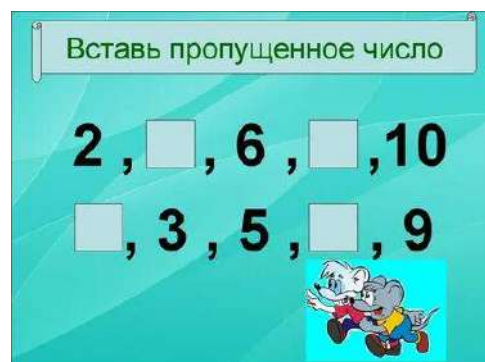 Вставь пропущенное число
2 , , 6 , ,10
, 3 , 5 , , 9